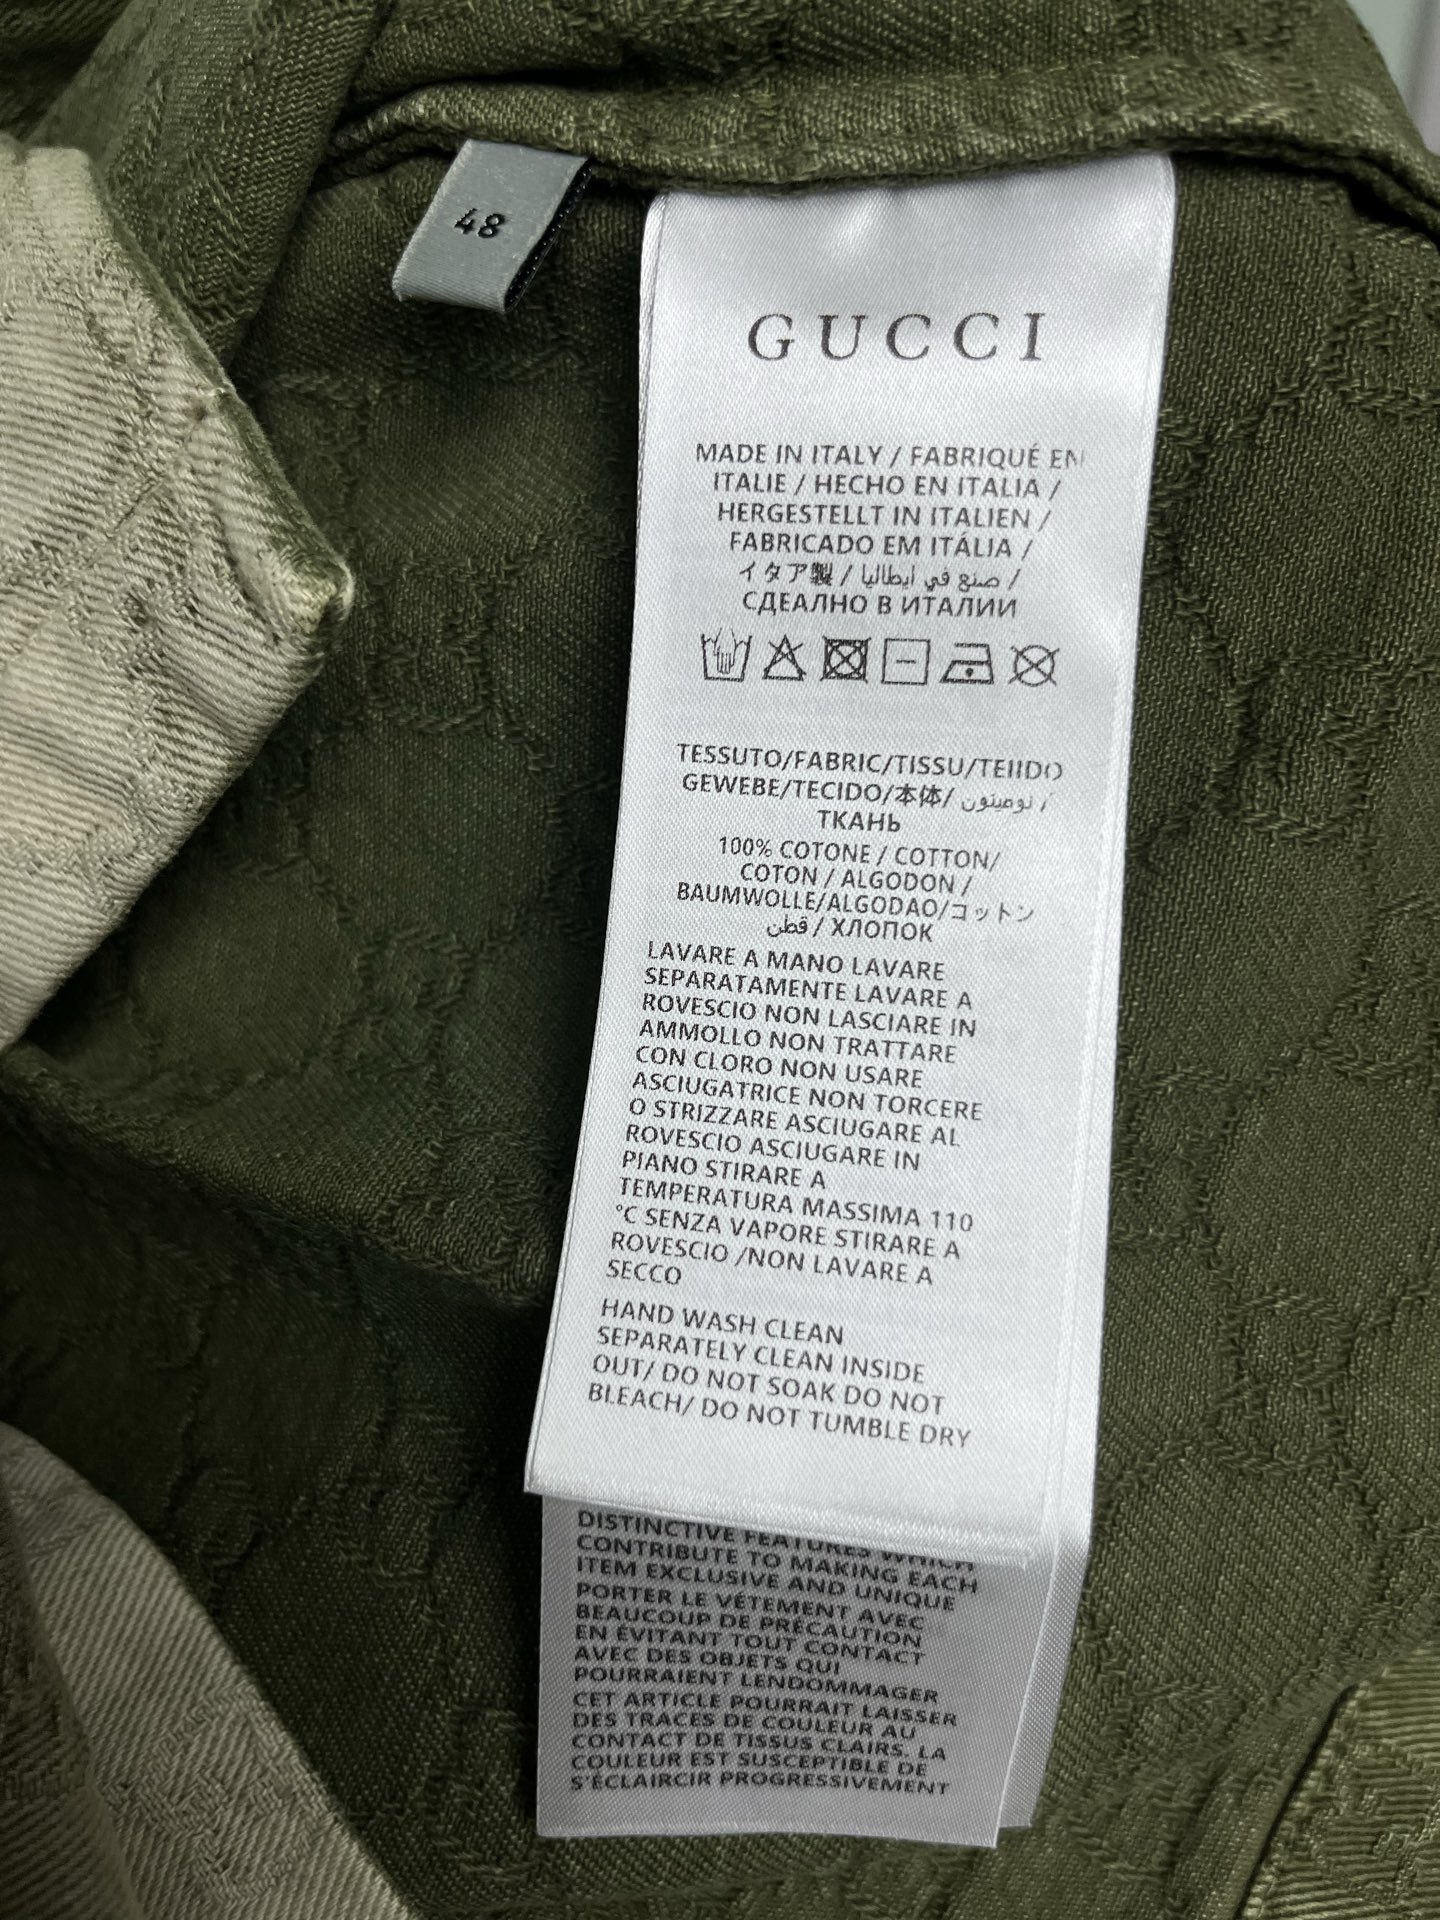 48
GUCCI
MADE IN ITALY / FABRIQUÉ EN
ITALIE / HECHO EN ITALIA /
HERGESTELLT IN ITALIEN /
FABRICADO EM ITÁLIA /
イタア製 / صنع في ايطاليا /
СДЕАЛНО В ИТАЛИИ
TESSUTO/FABRIC/TISSU/TEIIDO
GEWEBE/TECIDO/本体/ نومينون /
ТКАНЬ
100% COTONE / COTTON/
COTON / ALGODON /
BAUMWOLLE/ALGODAO/コットン
قطن / ХЛОПОК
LAVARE A MANO LAVARE
SEPARATAMENTE LAVARE A
ROVESCIO NON LASCIARE IN
AMMOLLO NON TRATTARE
CON CLORO NON USARE
ASCIUGATRICE NON TORCERE
O STRIZZARE ASCIUGARE AL
ROVESCIO ASCIUGARE IN
PIANO STIRARE A
TEMPERATURA MASSIMA 110
°C SENZA VAPORE STIRARE A
ROVESCIO /NON LAVARE A
SECCO
HAND WASH CLEAN
SEPARATELY CLEAN INSIDE
OUT/ DO NOT SOAK DO NOT
BLEACH/ DO NOT TUMBLE DRY
DISTINCTIVE FEATURES WHICH
CONTRIBUTE TO MAKING EACH
ITEM EXCLUSIVE AND UNIQUE
PORTER LE VÊTEMENT AVEC
BEAUCOUP DE PRÉCAUTION
EN ÉVITANT TOUT CONTACT
AVEC DES OBJETS QUI
POURRAIENT LENDOMMAGER
CET ARTICLE POURRAIT LAISSER
DES TRACES DE COULEUR AU
CONTACT DE TISSUS CLAIRS. LA
COULEUR EST SUSCEPTIBLE DE
S'ÉCLAIRCIR PROGRESSIVEMENT